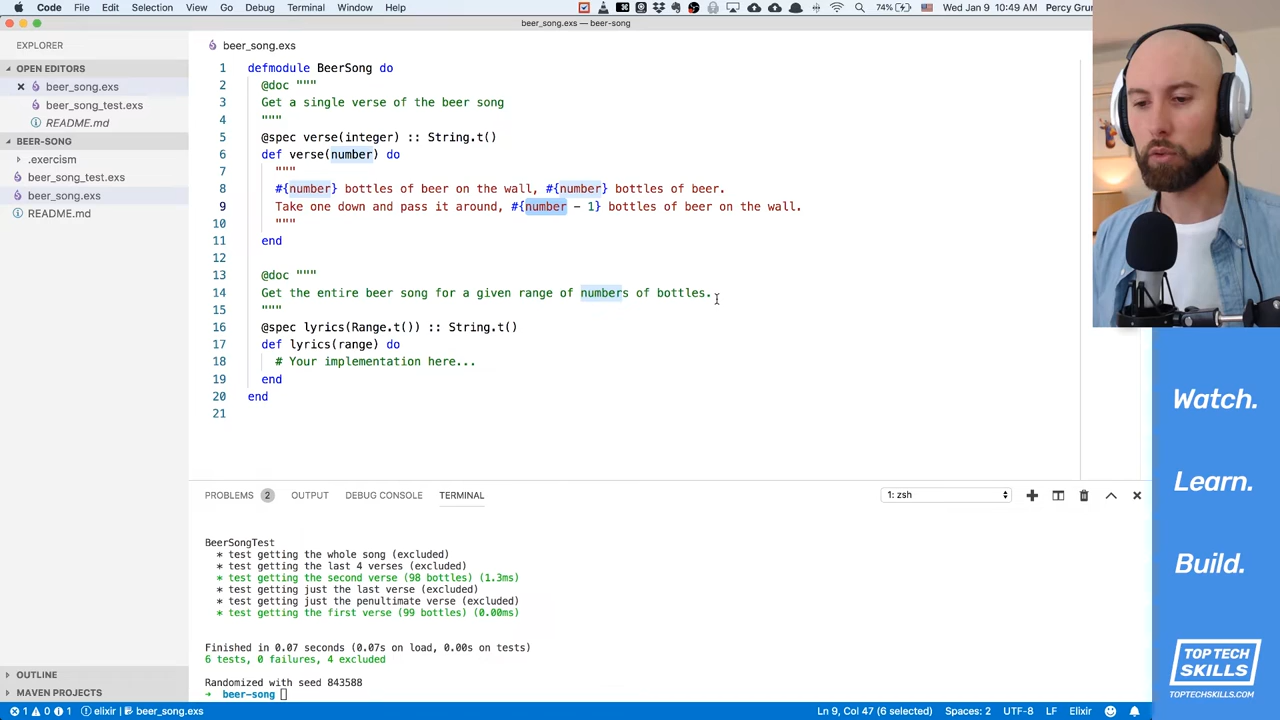 Code File Edit Selection View Go Debug Terminal Window Help 74% Wed Jan 9 10:49 AM Percy Gru
beer_song.exs — beer-song
EXPLORER
beer_song.exs
OPEN EDITORS
beer_song.exs
beer_song_test.exs
README.md
BEER-SONG
.exercism
beer_song_test.exs
beer_song.exs
README.md
OUTLINE
MAVEN PROJECTS
1 defmodule BeerSong do
2 @doc """
3 Get a single verse of the beer song
4 """
5 @spec verse(integer) :: String.t()
6 def verse(number) do
7 """
8 #{number} bottles of beer on the wall, #{number} bottles of beer.
9 Take one down and pass it around, #{number - 1} bottles of beer on the wall.
10 """
11 end
12
13 @doc """
14 Get the entire beer song for a given range of numbers of bottles.
15 """
16 @spec lyrics(Range.t()) :: String.t()
17 def lyrics(range) do
18 # Your implementation here...
19 end
20 end
21
PROBLEMS 2 OUTPUT DEBUG CONSOLE TERMINAL 1: zsh
BeerSongTest
* test getting the whole song (excluded)
* test getting the last 4 verses (excluded)
* test getting the second verse (98 bottles) (1.3ms)
* test getting just the last verse (excluded)
* test getting just the penultimate verse (excluded)
* test getting the first verse (99 bottles) (0.00ms)
Finished in 0.07 seconds (0.07s on load, 0.00s on tests)
6 tests, 0 failures, 4 excluded
Randomized with seed 843588
→ beer-song
1 0 1 elixir beer_song.exs Ln 9, Col 47 (6 selected) Spaces: 2 UTF-8 LF Elixir
Watch.
Learn.
Build.
TOP TECH
SKILLS
TOPTECHSKILLS.COM